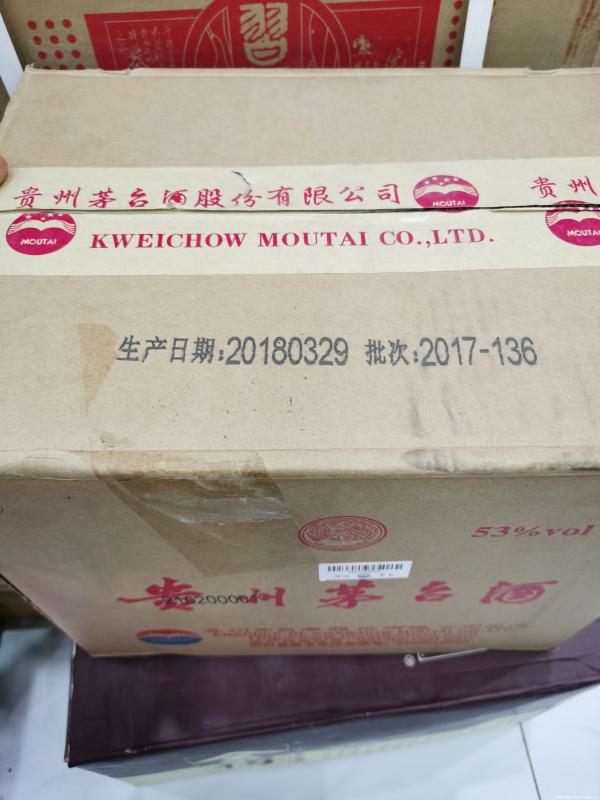 習
贵州茅台酒股份有限公司 MOUTAI 贵州
MOUTAI KWEICHOW MOUTAI CO.,LTD. MOUTAI
生产日期:20180329 批次:2017-136
53%vol
贵州茅台酒